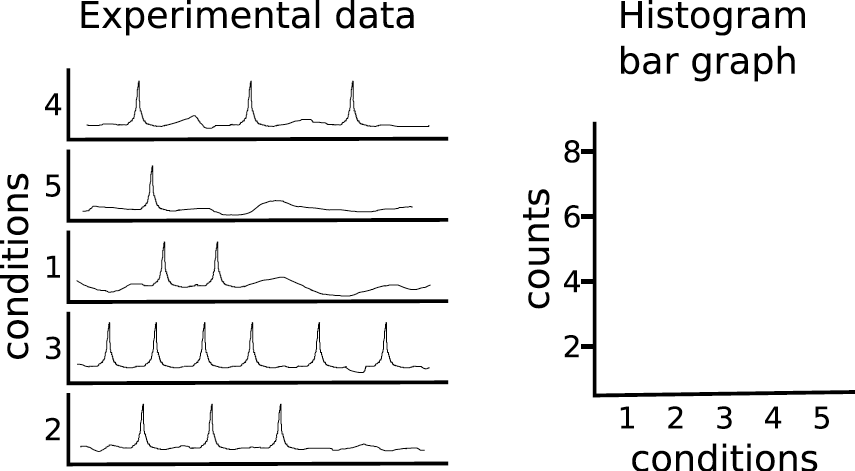 Experimental data
conditions
4
5
1
3
2
Histogram
bar graph
counts
8
6
4
2
1 2 3 4 5
conditions